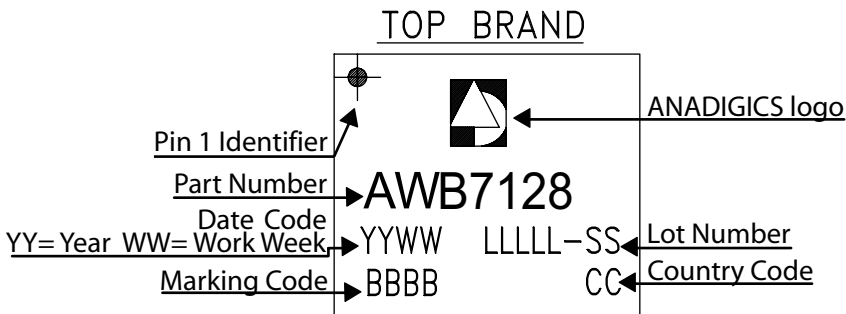 TOP BRAND
ANADIGICS logo
Pin 1 Identifier
Part Number
AWB7128
Date Code
YY= Year WW= Work Week
YYWW LLLLL-SS
Lot Number
Marking Code
BBBB CC
Country Code